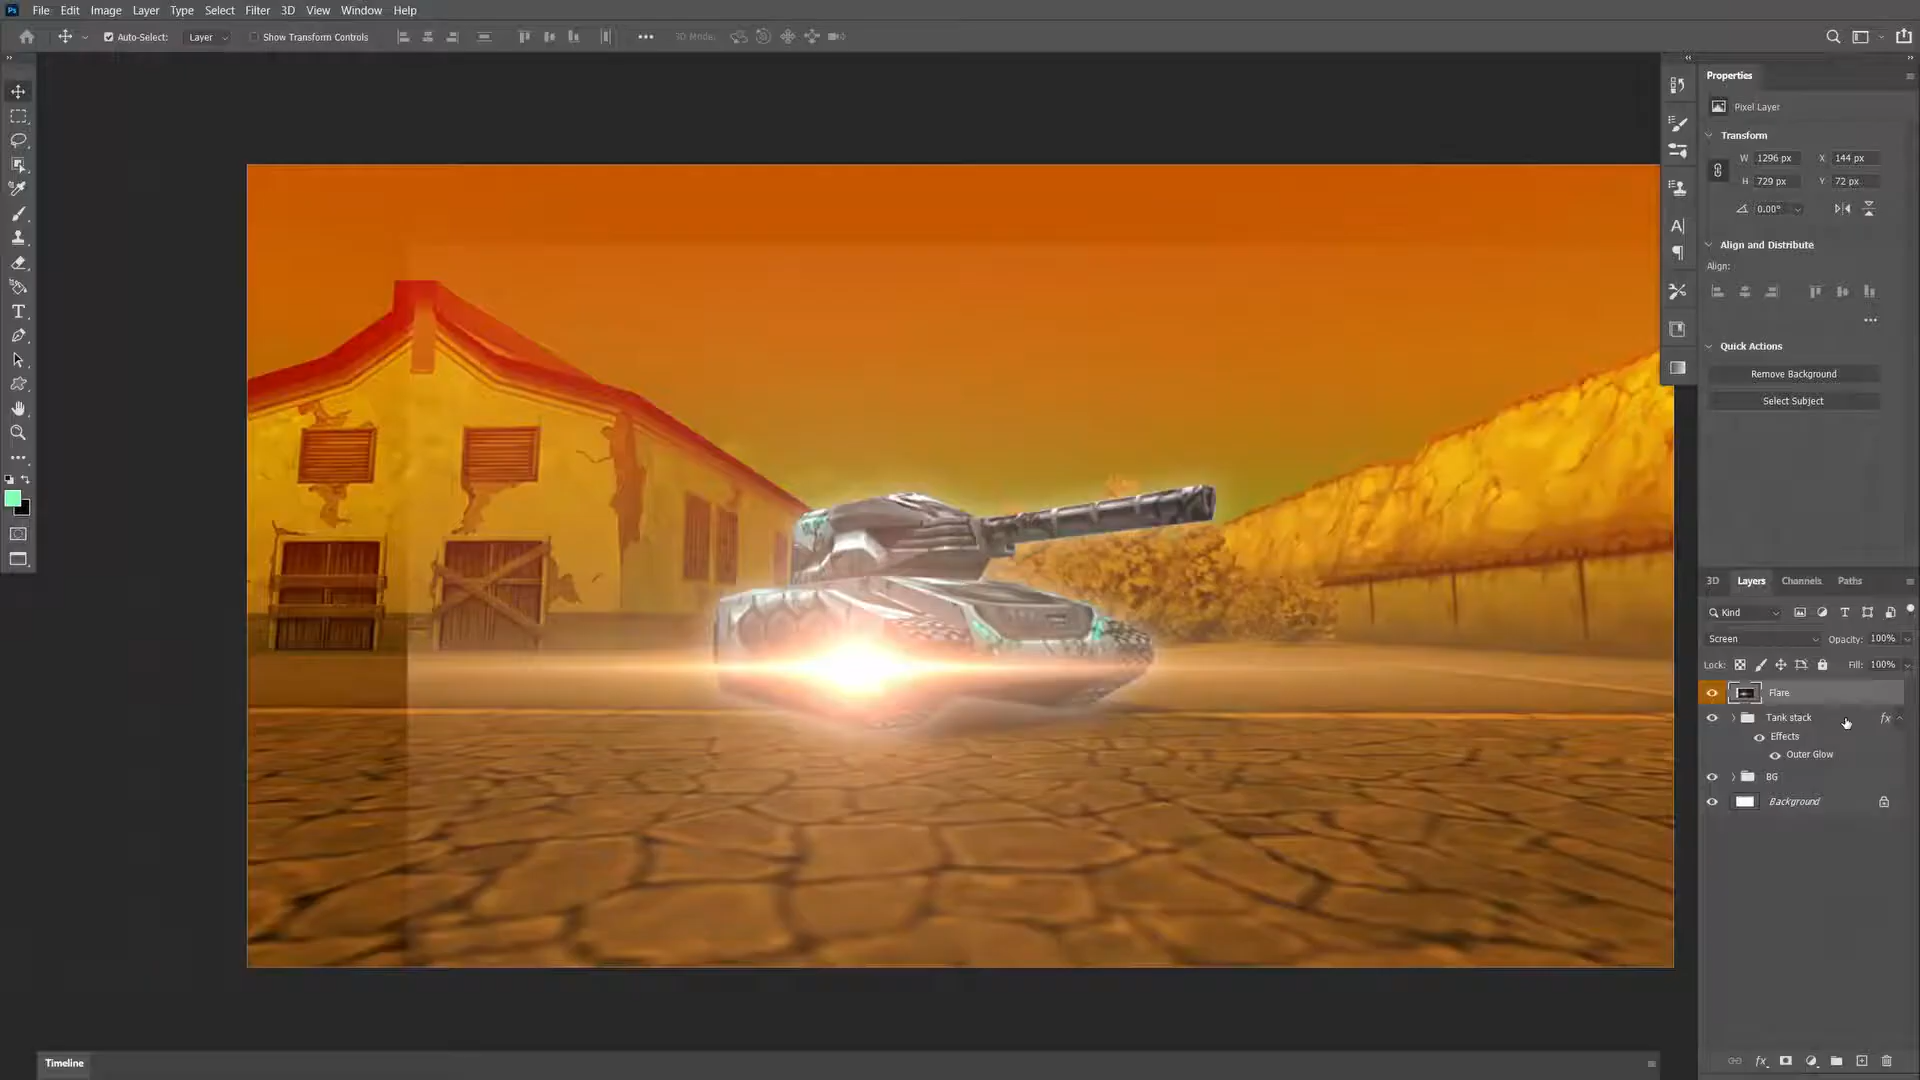 Ps File Edit Image Layer Type Select Filter 3D View Window Help
Auto-Select: Layer Show Transform Controls 3D Mode:
Properties
Pixel Layer
Transform
W 1296 px X 144 px
H 729 px Y 72 px
0.00°
Align and Distribute
Align:
Quick Actions
Remove Background
Select Subject
3D Layers Channels Paths
Kind
Screen Opacity: 100%
Lock: Fill: 100%
Flare
Tank stack fx
Effects
Outer Glow
BG
Background
fx
Timeline